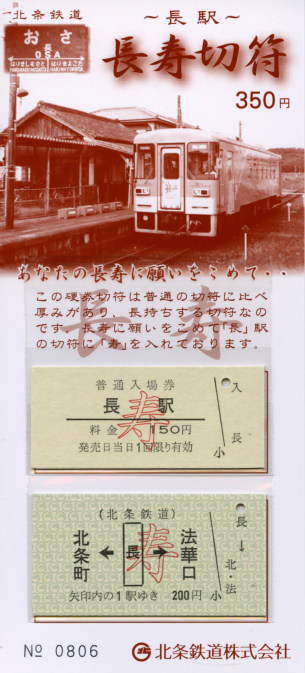 北条鉄道
～長駅～
おさ
長
OSA
長寿切符
350円
あなたの長寿に願いをこめて・・
この硬券切符は普通の切符に比べ
厚みがあり、長持ちする切符なの
です。長寿に願いをこめて「長」駅
の切符に「寿」を入れております。
長寿
普通入場券
長 駅
寿
料金 150円
発売日当日1回限り有効
入
長
小
(北条鉄道)
北条町 ← 長 → 法華口
寿
矢印内の1駅ゆき 200円
長
↓
北・法
小
№ 0806
北条鉄道株式会社